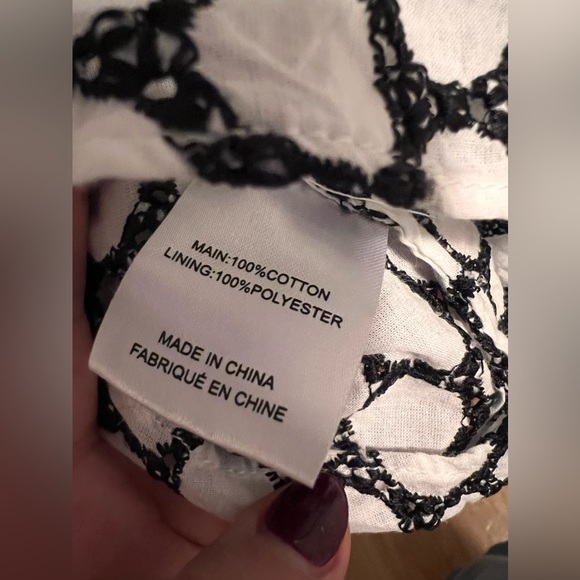 MAIN:100%COTTON
LINING:100%POLYESTER
MADE IN CHINA
FABRIQUÉ EN CHINE